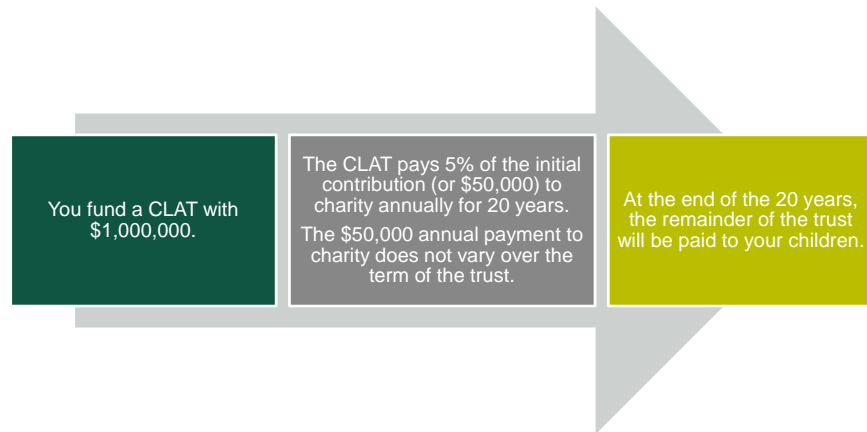 You fund a CLAT with
$1,000,000.
The CLAT pays 5% of the initial
contribution (or $50,000) to
charity annually for 20 years.
The $50,000 annual payment to
charity does not vary over the
term of the trust.
At the end of the 20 years,
the remainder of the trust
will be paid to your children.